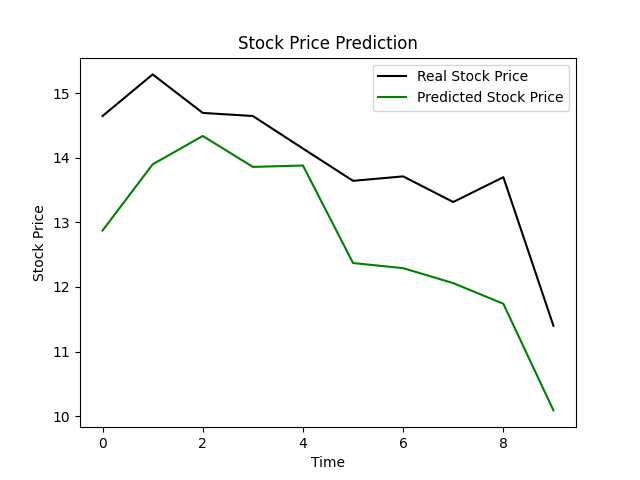 Stock Price Prediction
Real Stock Price
Predicted Stock Price
Stock Price
15
14
13
12
11
10
0 2 4 6 8
Time